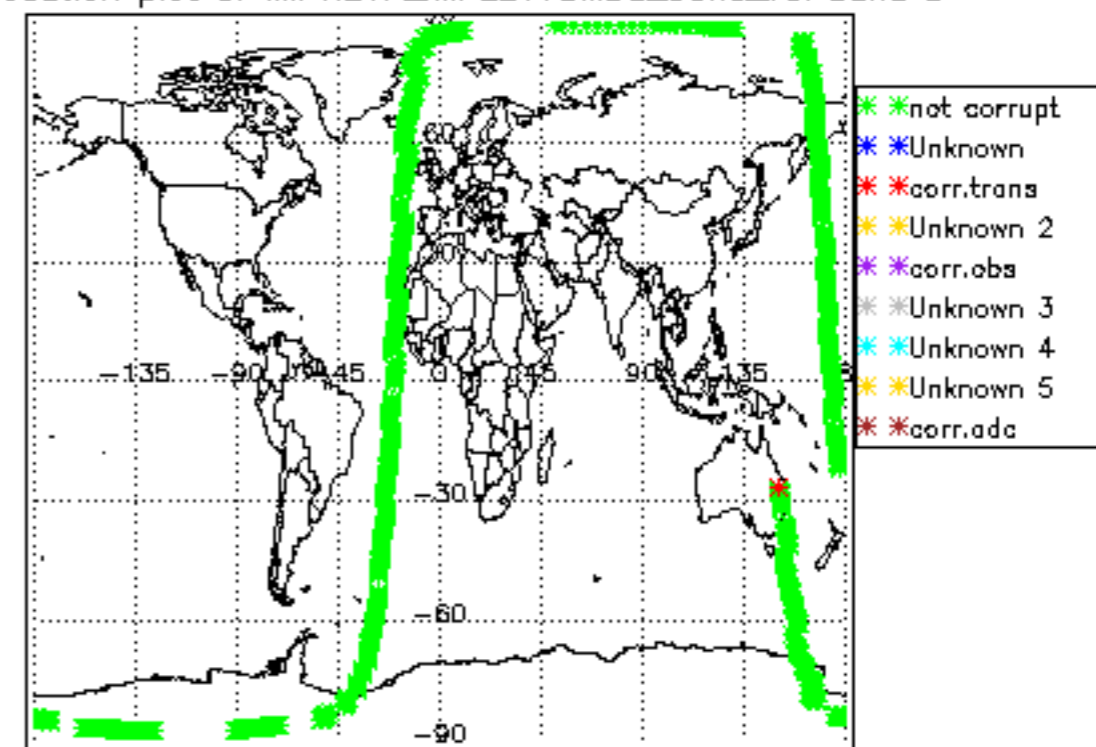 not corrupt
Unknown
corr.trans
Unknown 2
corr.obs
Unknown 3
Unknown 4
Unknown 5
corr.adc
60
-135 -90 45 0 45 90 135
-30
-60
-90